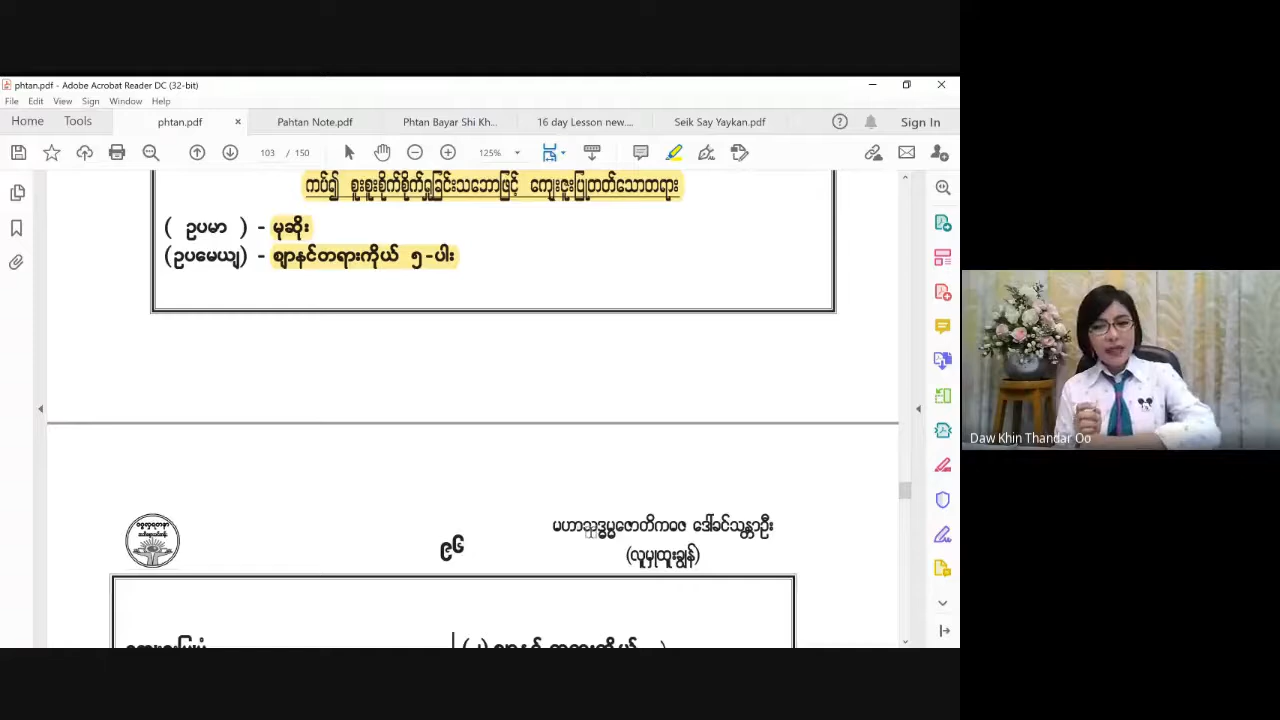 phtan.pdf - Adobe Acrobat Reader DC (32-bit)
File Edit View Sign Window Help
Home Tools phtan.pdf × Pahtan Note.pdf Phtan Bayar Shi Kh... 16 day Lesson new.... Seik Say Yaykan.pdf Sign In
103 / 150 125%
ကပ်၍ စူးစူးစိုက်စိုက်ရှုခြင်းသဘောဖြင့် ကျေးဇူးပြုတတ်သောတရား
( ဥပမာ ) - မုဆိုး
(ဥပမေယျ) - ဈာနင်တရားကိုယ် ၅-ပါး
Daw Khin Thandar Oo
၉၆
မဟာသဒ္ဓမ္မဇောတိကဓဇ ဒေါ်ခင်သန္တာဦး
(လူမှုထူးချွန်)